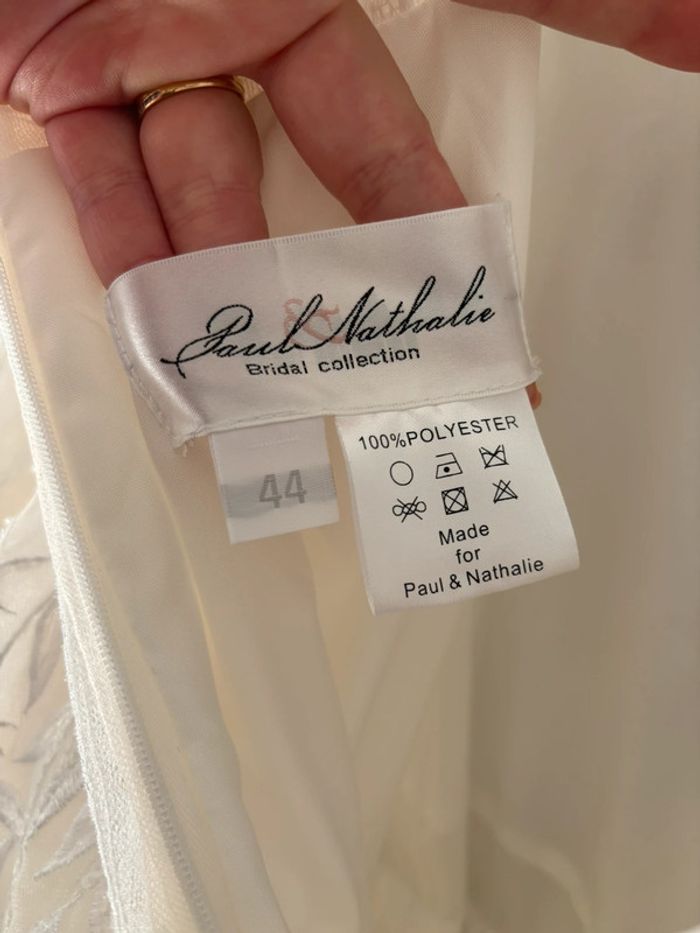 Paul & Nathalie
Bridal collection
44
100%POLYESTER
Made
for
Paul & Nathalie